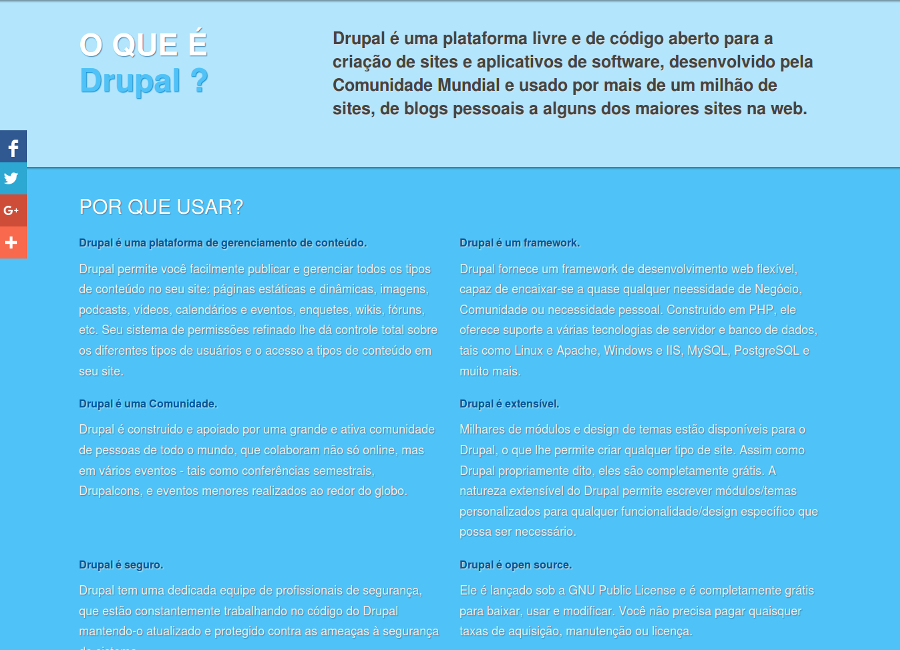 O QUE É
Drupal ?
Drupal é uma plataforma livre e de código aberto para a
criação de sites e aplicativos de software, desenvolvido pela
Comunidade Mundial e usado por mais de um milhão de
sites, de blogs pessoais a alguns dos maiores sites na web.
G+
POR QUE USAR?
Drupal é uma plataforma de gerenciamento de conteúdo.
Drupal permite você facilmente publicar e gerenciar todos os tipos
de conteúdo no seu site: páginas estáticas e dinâmicas, imagens,
podcasts, vídeos, calendários e eventos, enquetes, wikis, fóruns,
etc. Seu sistema de permissões refinado lhe dá controle total sobre
os diferentes tipos de usuários e o acesso a tipos de conteúdo em
seu site.
Drupal é um framework.
Drupal fornece um framework de desenvolvimento web flexível,
capaz de encaixar-se a quase qualquer neessidade de Negócio,
Comunidade ou necessidade pessoal. Construído em PHP, ele
oferece suporte a várias tecnologias de servidor e banco de dados,
tais como Linux e Apache, Windows e IIS, MySQL, PostgreSQL e
muito mais.
Drupal é uma Comunidade.
Drupal é construído e apoiado por uma grande e ativa comunidade
de pessoas de todo o mundo, que colaboram não só online, mas
em vários eventos - tais como conferências semestrais,
Drupalcons, e eventos menores realizados ao redor do globo.
Drupal é extensível.
Milhares de módulos e design de temas estão disponíveis para o
Drupal, o que lhe permite criar qualquer tipo de site. Assim como
Drupal propriamente dito, eles são completamente grátis. A
natureza extensível do Drupal permite escrever módulos/temas
personalizados para qualquer funcionalidade/design específico que
possa ser necessário.
Drupal é seguro.
Drupal tem uma dedicada equipe de profissionais de segurança,
que estão constantemente trabalhando no código do Drupal
mantendo-o atualizado e protegido contra as ameaças à segurança
Drupal é open source.
Ele é lançado sob a GNU Public License e é completamente grátis
para baixar, usar e modificar. Você não precisa pagar quaisquer
taxas de aquisição, manutenção ou licença.